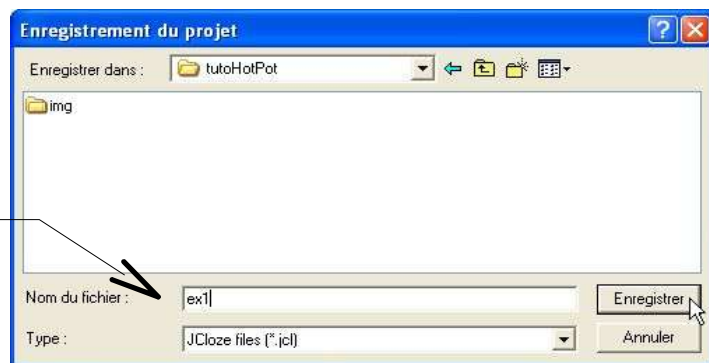 Enregistrement du projet
Enregistrer dans : tutoHotPot
img
Nom du fichier : ex1 Enregistrer
Type : JCloze files (*.jcl) Annuler